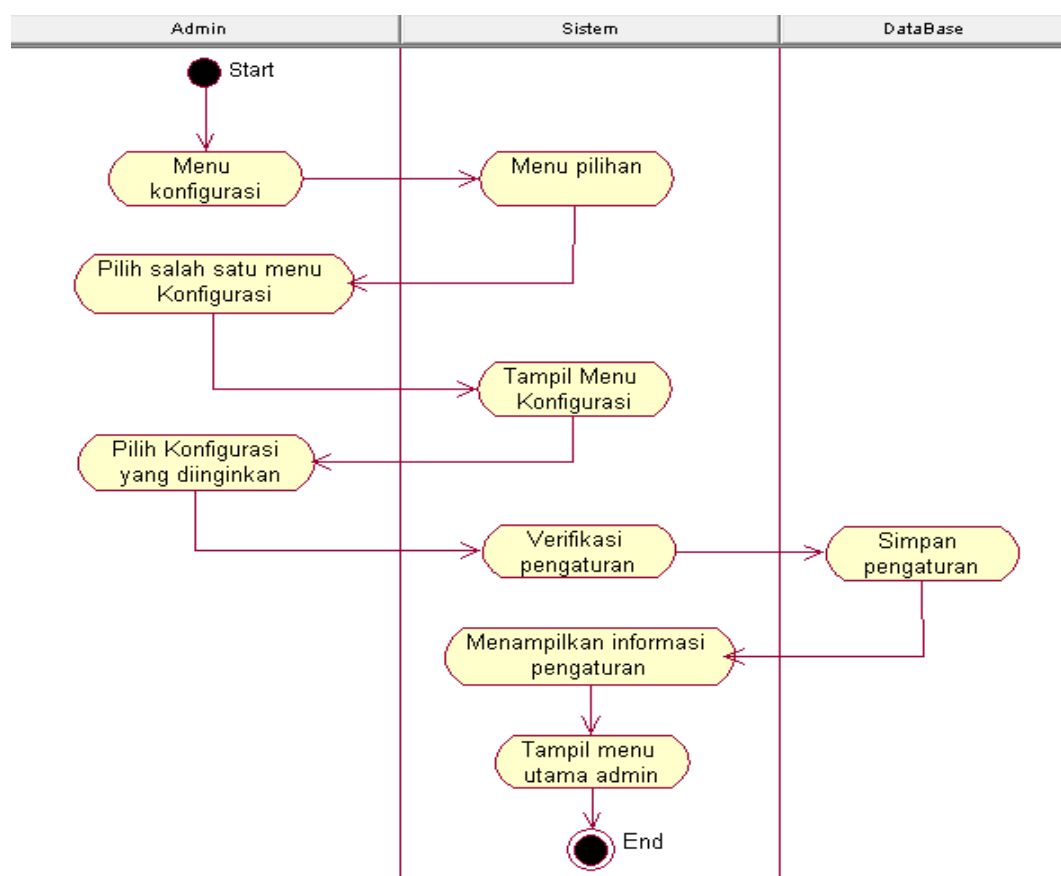 Admin
Sistem
DataBase
Start
Menu
konfigurasi
Menu pilihan
Pilih salah satu menu
Konfigurasi
Tampil Menu
Konfigurasi
Pilih Konfigurasi
yang diinginkan
Verifikasi
pengaturan
Simpan
pengaturan
Menampilkan informasi
pengaturan
Tampil menu
utama admin
End